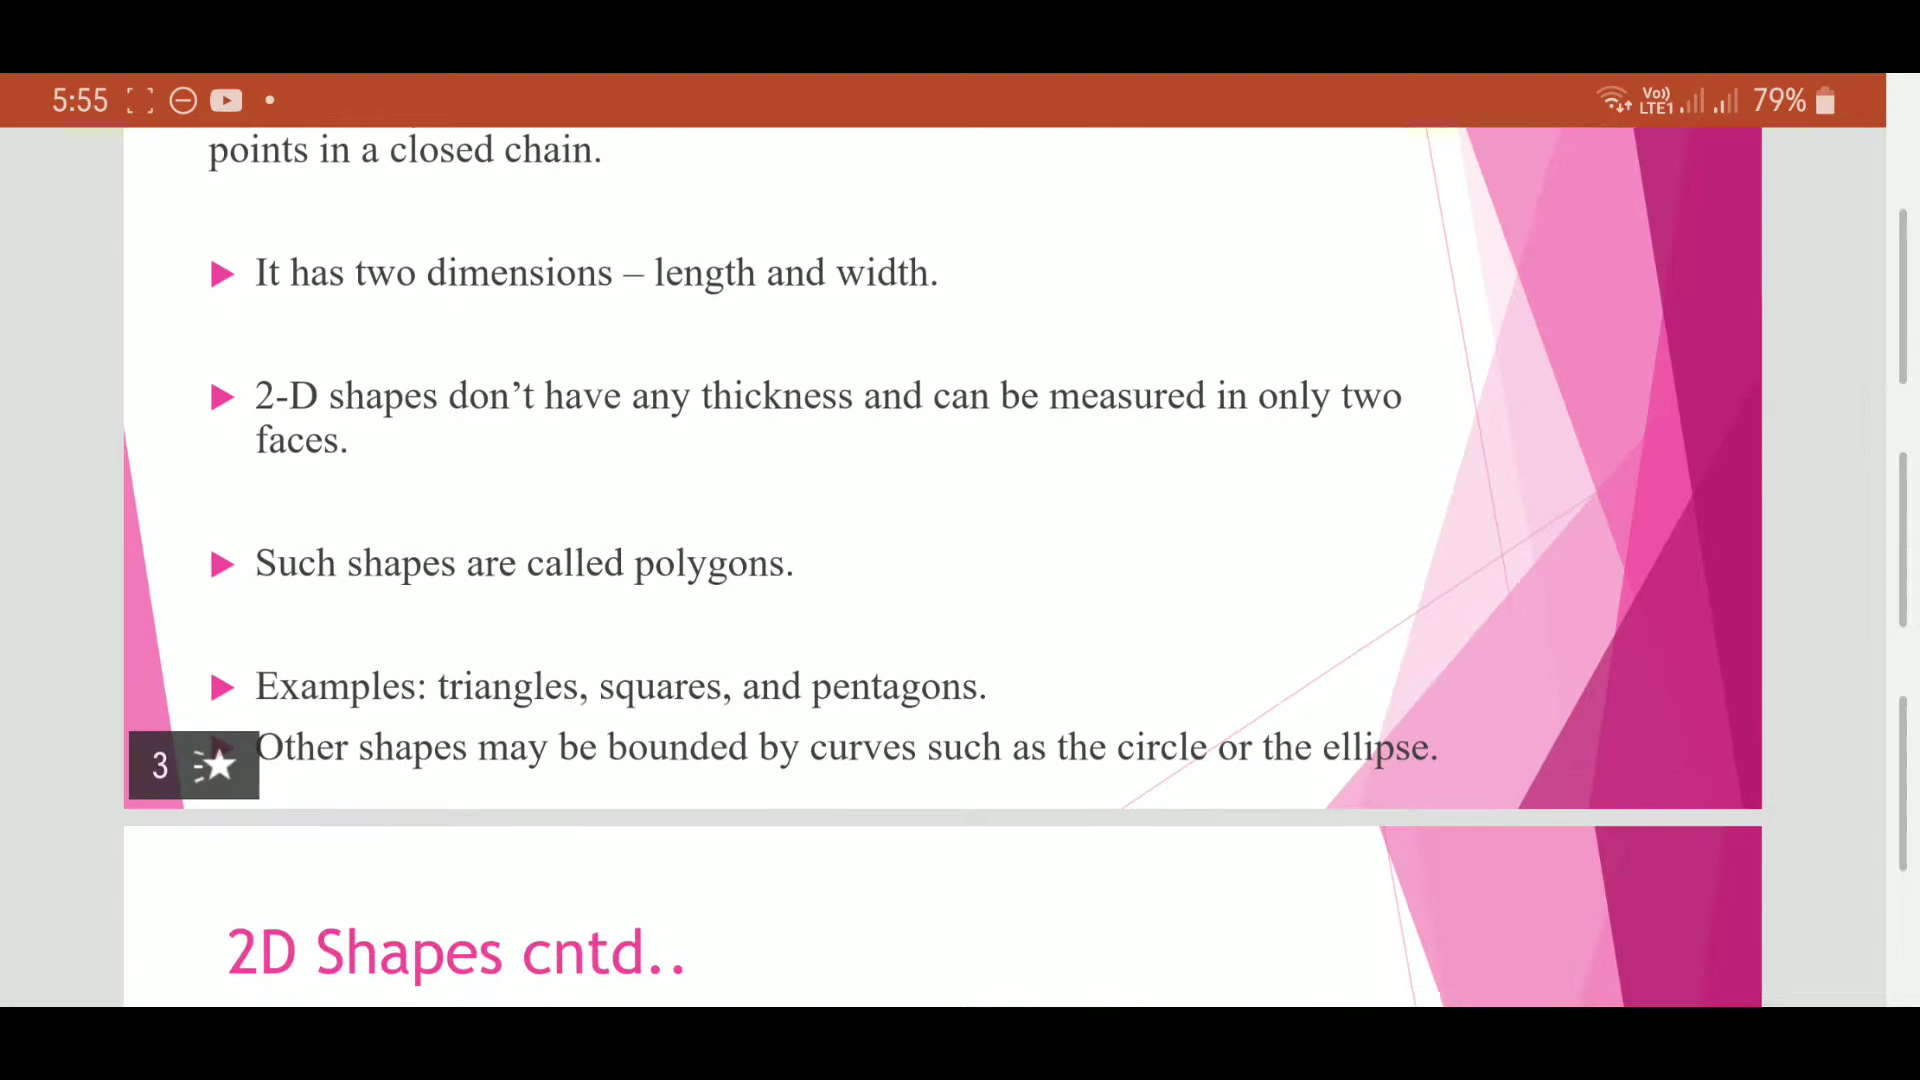 5:55
Vo))
LTE1
79%
points in a closed chain.
It has two dimensions – length and width.
2-D shapes don’t have any thickness and can be measured in only two
faces.
Such shapes are called polygons.
Examples: triangles, squares, and pentagons.
Other shapes may be bounded by curves such as the circle or the ellipse.
3
2D Shapes cntd..